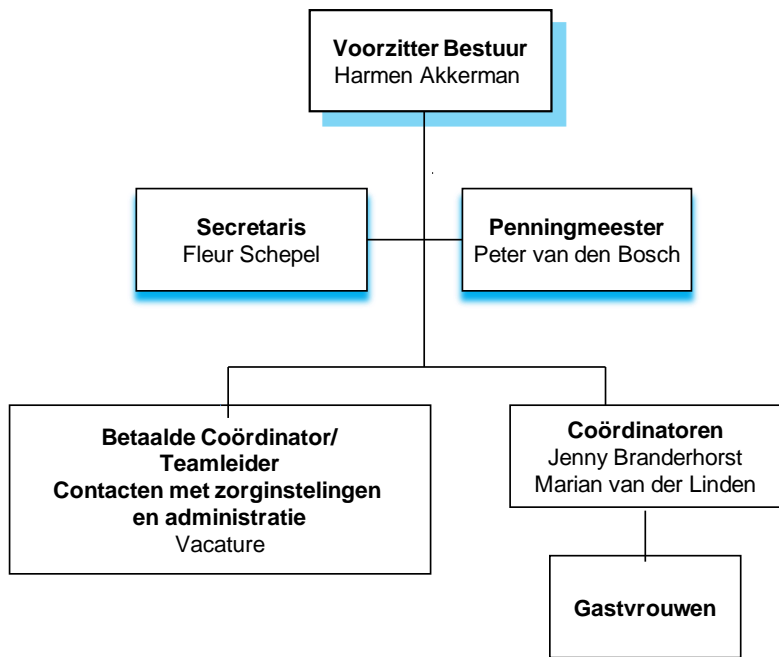 Voorzitter Bestuur
Harmen Akkerman
Secretaris
Fleur Schepel
Penningmeester
Peter van den Bosch
Betaalde Coördinator/
Teamleider
Contacten met zorginstelingen
en administratie
Vacature
Coördinatoren
Jenny Branderhorst
Marian van der Linden
Gastvrouwen